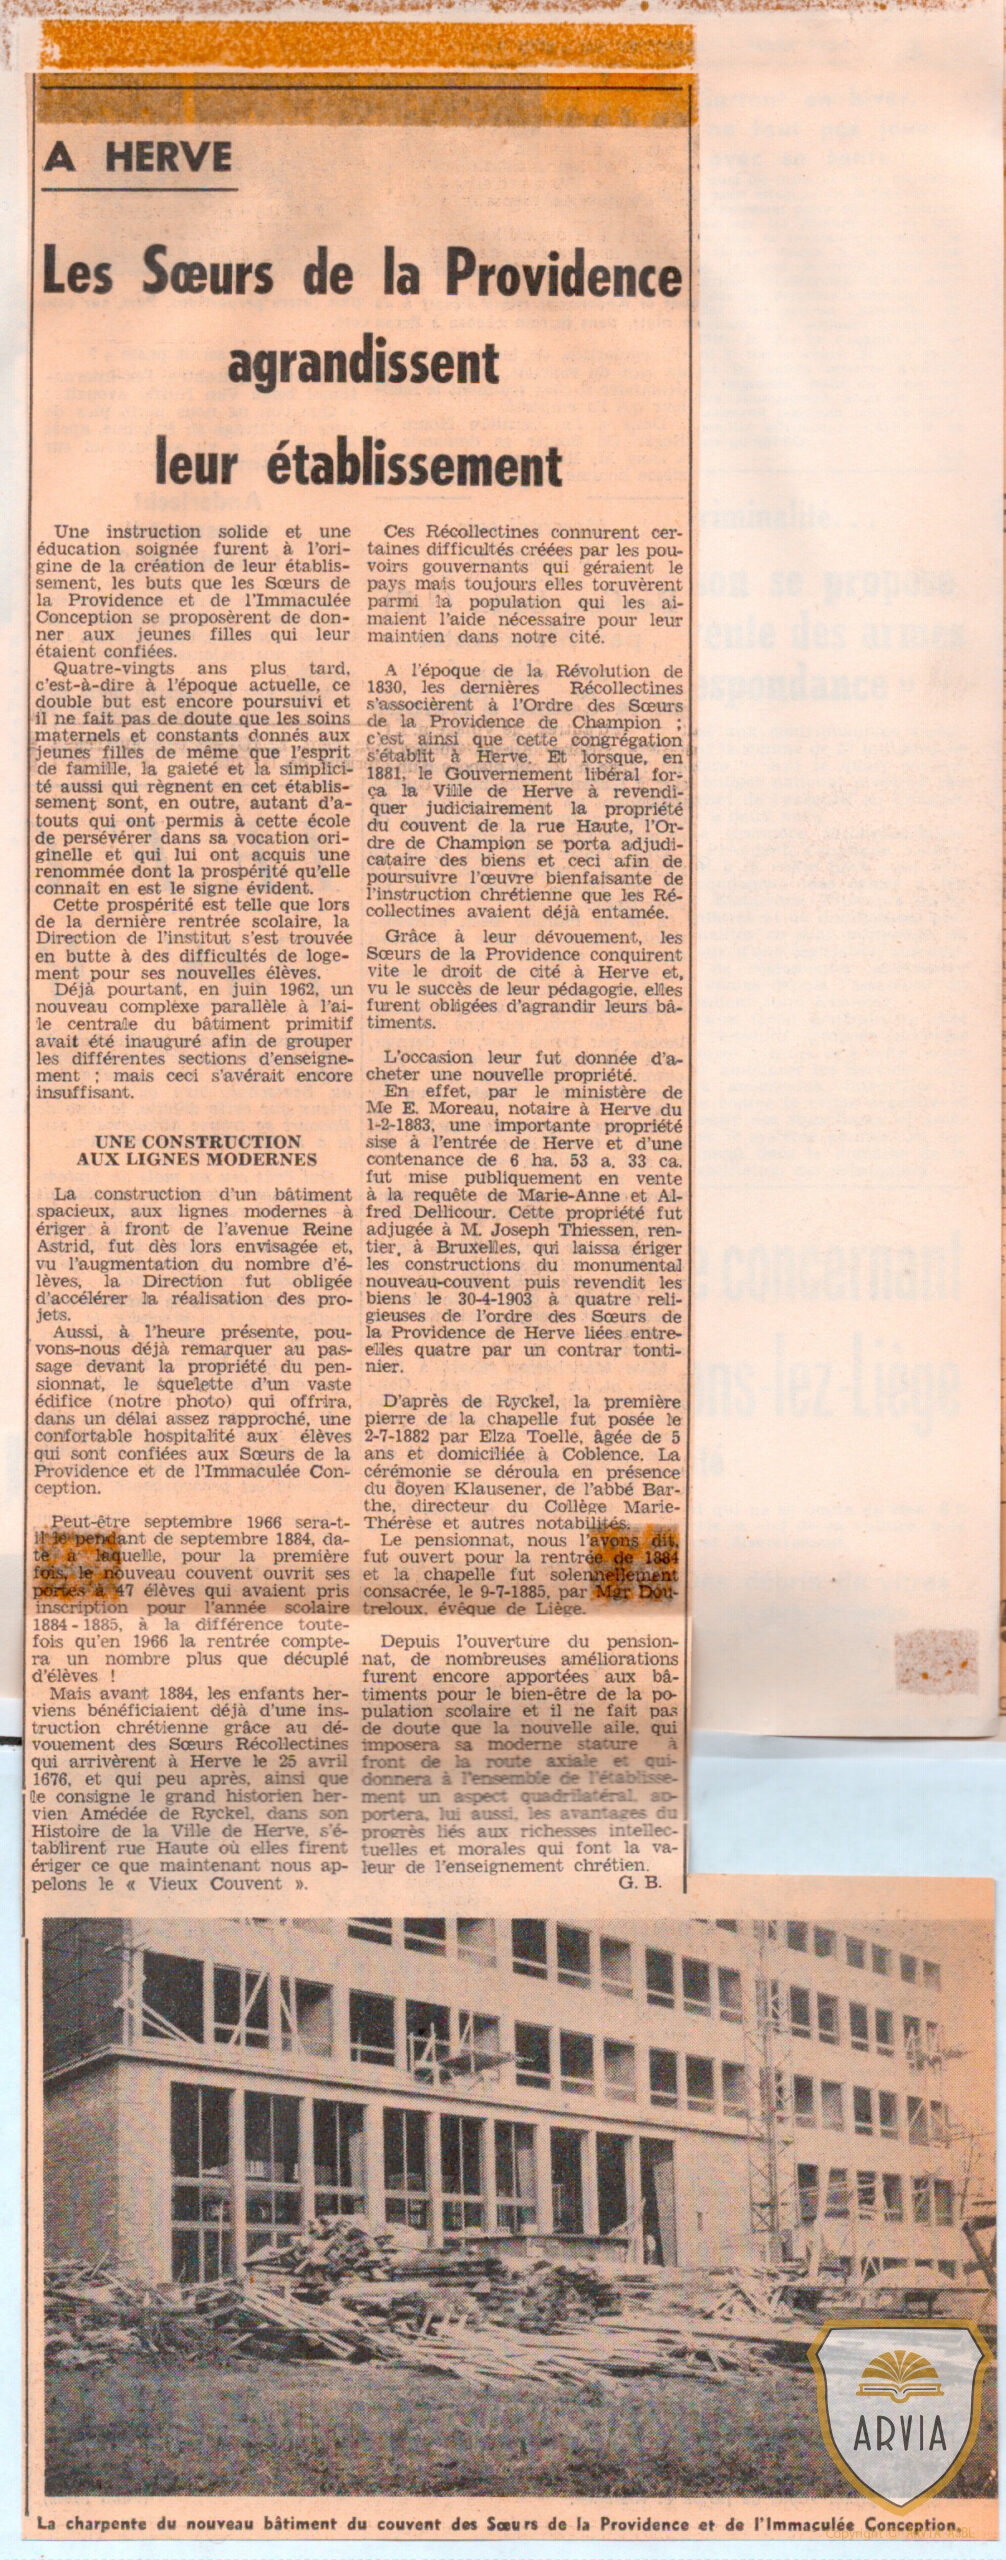 A HERVE
Les Sœurs de la Providence
agrandissent
leur établissement
Une instruction solide et une
éducation soignée furent à l'ori-
gine de la création de leur établis-
sement, les buts que les Sœurs de
la Providence et de l'Immaculée
Conception se proposèrent de don-
ner aux jeunes filles qui leur
étaient confiées.
Quatre-vingts ans plus tard,
c'est-à-dire à l'époque actuelle, ce
double but est encore poursuivi et
il ne fait pas de doute que les soins
maternels et constants donnés aux
jeunes filles de même que l'esprit
de famille, la gaieté et la simplici-
té aussi qui règnent en cet établis-
sement sont, en outre, autant d'a-
touts qui ont permis à cette école
de persévérer dans sa vocation ori-
ginelle et qui lui ont acquis une
renommée dont la prospérité qu'elle
connaît en est le signe évident.
Cette prospérité est telle que lors
de la dernière rentrée scolaire, la
Direction de l'institut s'est trouvée
en butte à des difficultés de loge-
ment pour ses nouvelles élèves.
Déjà pourtant, en juin 1962, un
nouveau complexe parallèle à l'ai-
le centrale du bâtiment primitif
avait été inauguré afin de grouper
les différentes sections d'enseigne-
ment ; mais ceci s'avérait encore
insuffisant.
UNE CONSTRUCTION
AUX LIGNES MODERNES
La construction d'un bâtiment
spacieux, aux lignes modernes à
ériger à front de l'avenue Reine
Astrid, fut dès lors envisagée et,
vu l'augmentation du nombre d'é-
lèves, la Direction fut obligée
d'accélérer la réalisation des pro-
jets.
Aussi, à l'heure présente, pou-
vons-nous déjà remarquer au pas-
sage devant la propriété du pen-
sionnat, le squelette d'un vaste
édifice (notre photo) qui offrira,
dans un délai assez rapproché, une
confortable hospitalité aux élèves
qui sont confiées aux Sœurs de la
Providence et de l'Immaculée Con-
ception.
Peut-être septembre 1966 sera-t-
il le pendant de septembre 1884, da-
te à laquelle, pour la première
fois, le nouveau couvent ouvrit ses
portes à 47 élèves qui avaient pris
inscription pour l'année scolaire
1884-1885, à la différence toute-
fois qu'en 1966 la rentrée compte-
ra un nombre plus que décuplé
d'élèves !
Mais avant 1884, les enfants her-
viens bénéficiaient déjà d'une ins-
truction chrétienne grâce au dé-
vouement des Sœurs Récollectines
qui arrivèrent à Herve le 25 avril
1676, et qui peu après, ainsi que
le consigne le grand historien her-
vien Amédée de Ryckel, dans son
Histoire de la Ville de Herve, s'é-
tablirent rue Haute où elles firent
ériger ce que maintenant nous ap-
pelons le « Vieux Couvent ».
Ces Récollectines connurent cer-
taines difficultés créées par les pou-
voirs gouvernants qui géraient le
pays mais toujours elles toruvèrent
parmi la population qui les ai-
maient l'aide nécessaire pour leur
maintien dans notre cité.
A l'époque de la Révolution de
1830, les dernières Récollectines
s'associèrent à l'Ordre des Sœurs
de la Providence de Champion ;
c'est ainsi que cette congrégation
s'établit à Herve. Et lorsque, en
1881, le Gouvernement libéral for-
ça la Ville de Herve à revendi-
quer judiciairement la propriété
du couvent de la rue Haute, l'Or-
dre de Champion se porta adjudi-
cataire des biens et ceci afin de
poursuivre l'œuvre bienfaisante de
l'instruction chrétienne que les Ré-
collectines avaient déjà entamée.
Grâce à leur dévouement, les
Sœurs de la Providence conquirent
vite le droit de cité à Herve et,
vu le succès de leur pédagogie, elles
furent obligées d'agrandir leurs bâ-
timents.
L'occasion leur fut donnée d'a-
cheter une nouvelle propriété.
En effet, par le ministère de
Me E. Moreau, notaire à Herve du
1-2-1883, une importante propriété
sise à l'entrée de Herve et d'une
contenance de 6 ha. 53 a. 33 ca.
fut mise publiquement en vente
à la requête de Marie-Anne et Al-
fred Dellicour. Cette propriété fut
adjugée à M. Joseph Thiessen, ren-
tier, à Bruxelles, qui laissa ériger
les constructions du monumental
nouveau-couvent puis revendit les
biens le 30-4-1903 à quatre reli-
gieuses de l'ordre des Sœurs de
la Providence de Herve liées entre-
elles quatre par un contrar tonti-
nier.
D'après de Ryckel, la première
pierre de la chapelle fut posée le
2-7-1882 par Elza Toelle, âgée de 5
ans et domiciliée à Coblence. La
cérémonie se déroula en présence
du doyen Klausener, de l'abbé Bar-
the, directeur du Collège Marie-
Thérèse et autres notabilités.
Le pensionnat, nous l'avons dit,
fut ouvert pour la rentrée de 1884
et la chapelle fut solennellement
consacrée, le 9-7-1885, par Mgr Dou-
treloux, évêque de Liège.
Depuis l'ouverture du pension-
nat, de nombreuses améliorations
furent encore apportées aux bâ-
timents pour le bien-être de la po-
pulation scolaire et il ne fait pas
de doute que la nouvelle aile, qui
imposera sa moderne stature à
front de la route axiale et qui-
donnera à l'ensemble de l'établisse-
ment un aspect quadrilatéral, ap-
portera, lui aussi, les avantages du
progrès liés aux richesses intellec-
tuelles et morales qui font la va-
leur de l'enseignement chrétien.
G. B.
ARVIA
La charpente du nouveau bâtiment du couvent des Sœurs de la Providence et de l'Immaculée Conception.